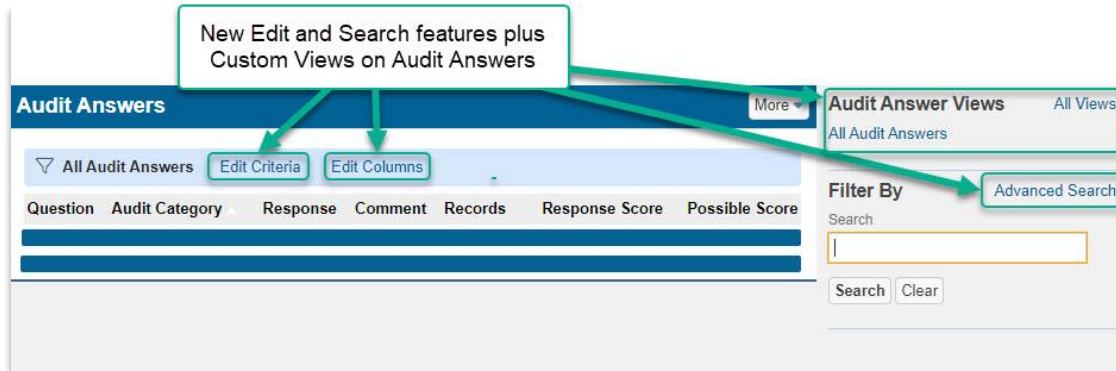 New Edit and Search features plus
Custom Views on Audit Answers
Audit Answers
More
All Audit Answers Edit Criteria Edit Columns
Question Audit Category Response Comment Records Response Score Possible Score
Audit Answer Views All Views
All Audit Answers
Filter By Advanced Search
Search
Search Clear